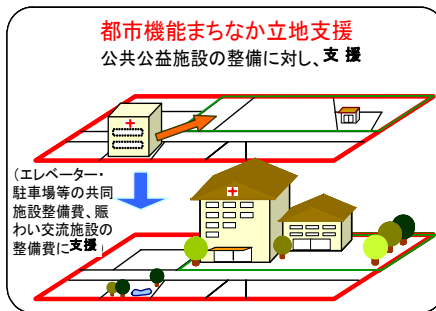 都市機能まちなか立地支援
公共公益施設の整備に対し、支援
(エレベーター・
駐車場等の共同
施設整備費、賑
わい交流施設の
整備費に支援)